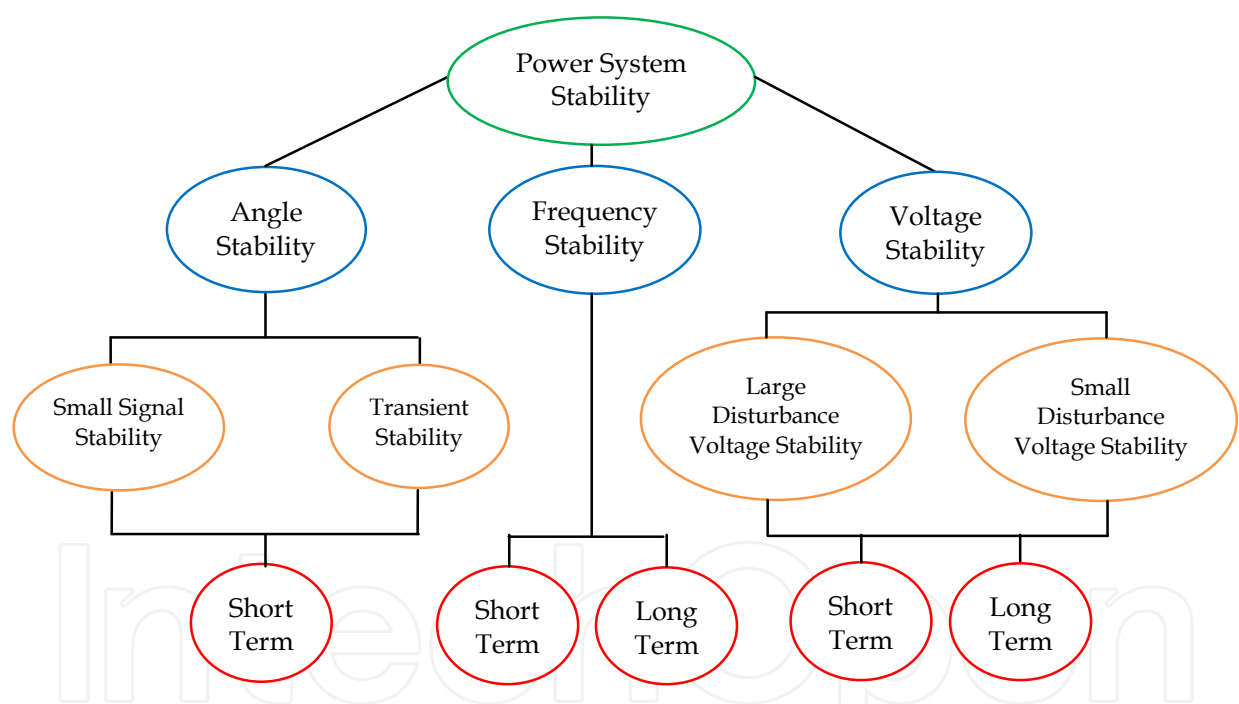 Power System
Stability
Angle
Stability
Frequency
Stability
Voltage
Stability
Small Signal
Stability
Transient
Stability
Large
Disturbance
Voltage Stability
Small
Disturbance
Voltage Stability
Short
Term
Short
Term
Long
Term
Short
Term
Long
Term
IntechOpen